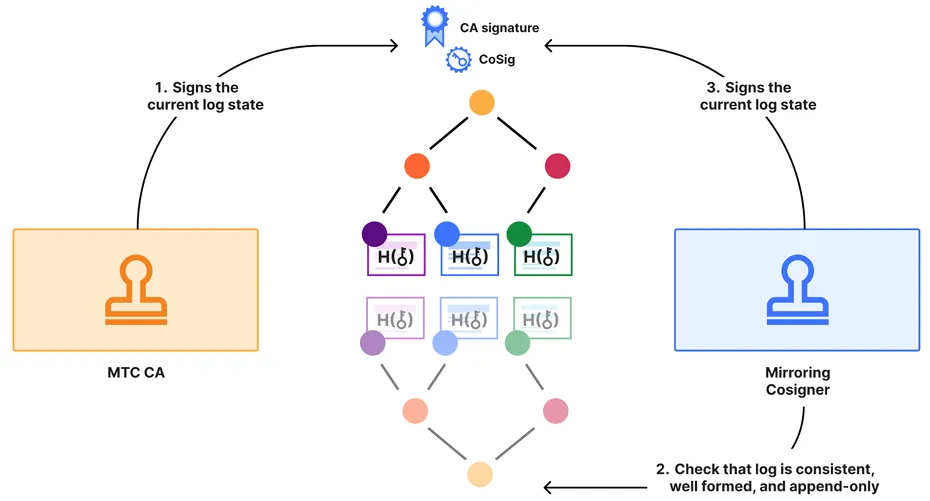 CA signature
CoSig
1. Signs the
current log state
3. Signs the
current log state
H( )
H( )
H( )
H( )
H( )
H( )
MTC CA
Mirroring
Cosigner
2. Check that log is consistent,
well formed, and append-only